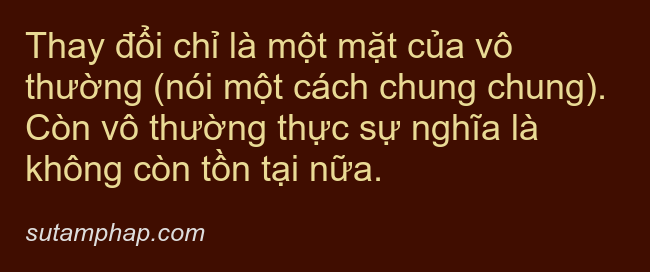 Thay đổi chỉ là một mặt của vô
thường (nói một cách chung chung).
Còn vô thường thực sự nghĩa là
không còn tồn tại nữa.
sutamphap.com